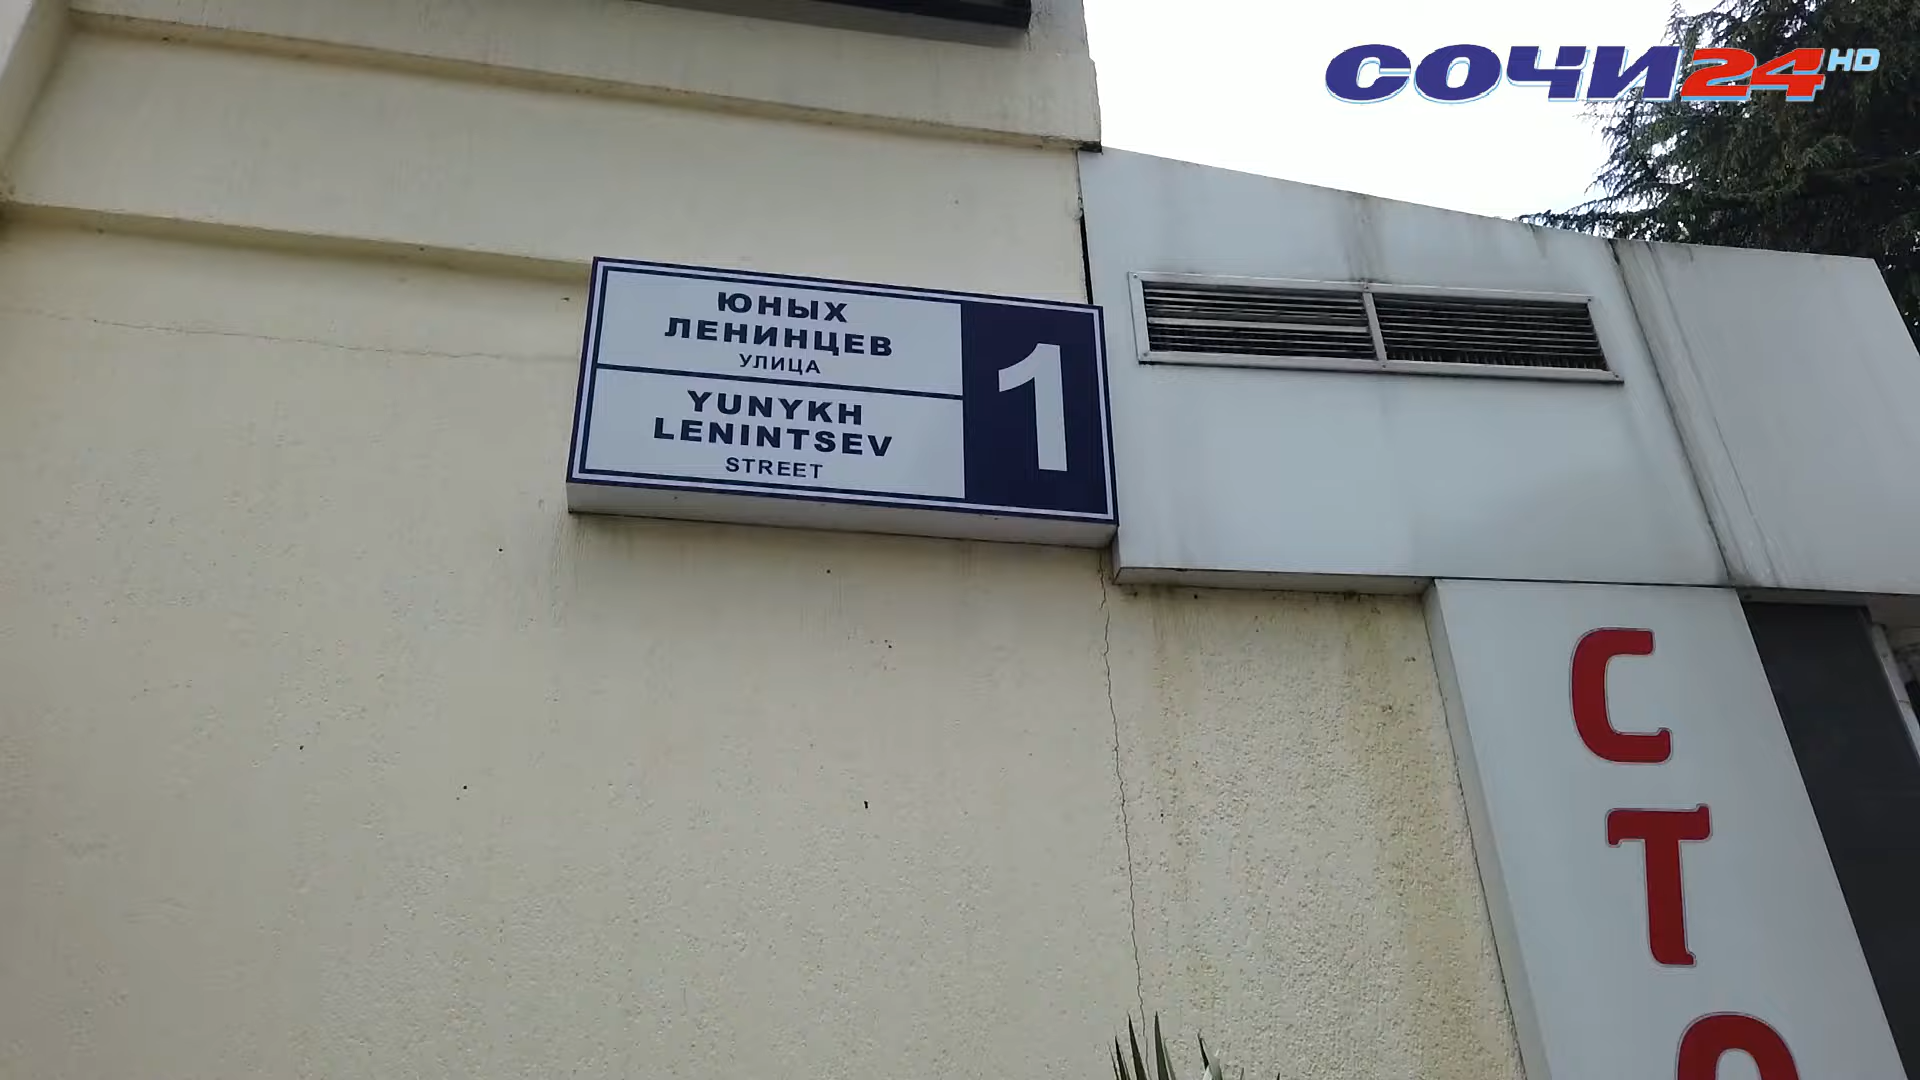 СОЧИ24HD
ЮНЫХ
ЛЕНИНЦЕВ
УЛИЦА
YUNYKH
LENINTSEV
STREET
1
СТО